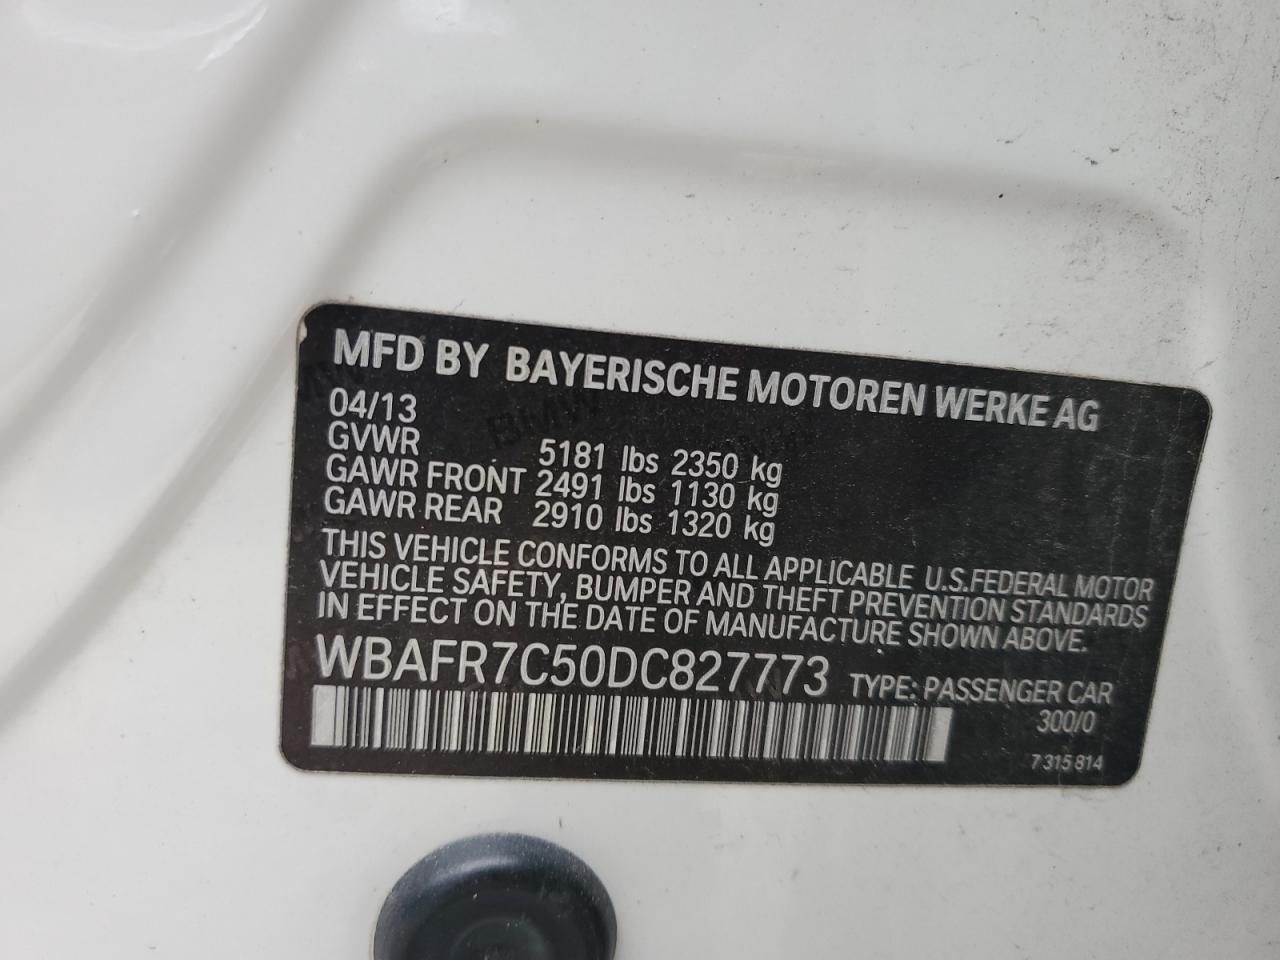 MFD BY BAYERISCHE MOTOREN WERKE AG
04/13
GVWR 5181 lbs 2350 kg
GAWR FRONT 2491 lbs 1130 kg
GAWR REAR 2910 lbs 1320 kg
THIS VEHICLE CONFORMS TO ALL APPLICABLE U.S.FEDERAL MOTOR
VEHICLE SAFETY, BUMPER AND THEFT PREVENTION STANDARDS
IN EFFECT ON THE DATE OF MANUFACTURE SHOWN ABOVE.
WBAFR7C50DC827773 TYPE: PASSENGER CAR
300/0
7 315 814